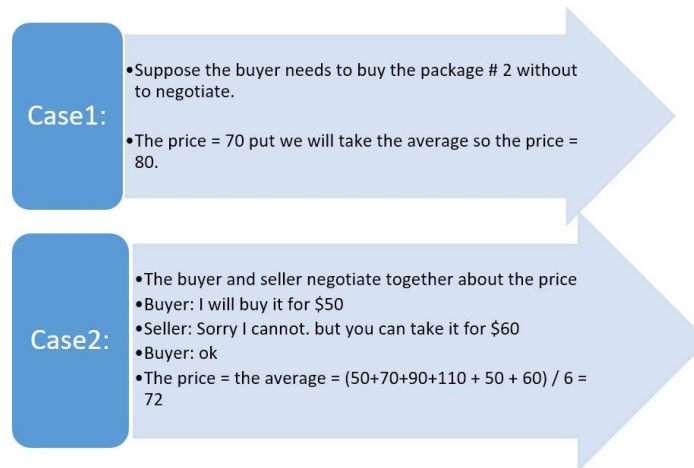 Case1:
•Suppose the buyer needs to buy the package # 2 without
to negotiate.
•The price = 70 put we will take the average so the price =
80.
Case2:
•The buyer and seller negotiate together about the price
•Buyer: I will buy it for $50
•Seller: Sorry I cannot. but you can take it for $60
•Buyer: ok
•The price = the average = (50+70+90+110 + 50 + 60) / 6 =
72